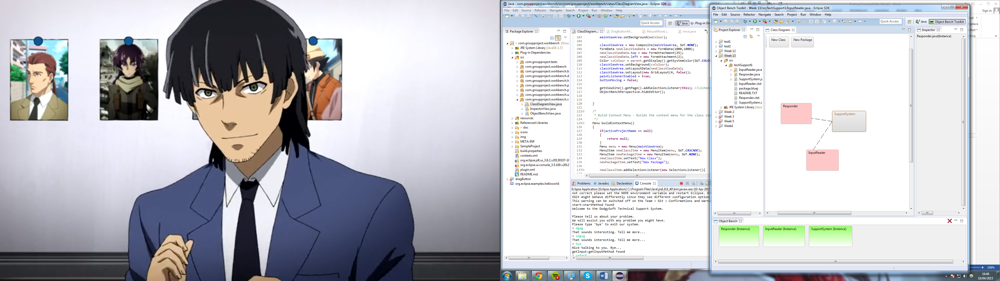 Java - com.groupproject.workbench/src/com/groupproject/workbench/views/ClassDiagramView.java - Eclipse SDK
File Edit Source Refactor Navigate Search Project Run Window Help
Quick Access
Java
Plug-in De
Package Explorer
> com.groupproject.workbench [Grou
JRE System Library [JavaSE-1.7]
Plug-in Dependencies
src
com.groupproject.tests
com.groupproject.workbench
com.groupproject.workbench.b
com.groupproject.workbench.d
com.groupproject.workbench.h
com.groupproject.workbench.p
com.groupproject.workbench.p
com.groupproject.workbench.u
com.groupproject.workbench.v
ClassDiagramView.java
InspectorView.java
ObjectBenchView.java
resources
Referenced Libraries
> doc
icons
img
META-INF
SampleProject
build.properties
contexts.xml
org.eclipse.jdt.ui_3.8.2.v20130107-16
org.eclipse.ui.console_3.5.100.v2012
plugin.xml
README.md
dragButton
org.eclipse.examples.helloworld
ClassDiagram...
DragButtonM...
MouseMoveLi...
mice.java
103 mainViewArea.setBackground(maColour);
104
105 classViewArea = new Composite(mainViewArea, SWT.NONE);
106 FormData newClassViewData = new FormData(1000,1000);
107 newClassViewData.top = new FormAttachment(25);
108 newClassViewData.left = new FormAttachment(2);
109 Color cvColour = parent.getDisplay().getSystemColor(SWT.COLO
110 classViewArea.setBackground(cvColour);
111 classViewArea.setLayoutData(newClassViewData);
112 classViewArea.setLayout(new GridLayout(4, false));
113 paintListenerEnabled = true;
114 buttonMoving = false;
115
116 getViewSite().getPage().addSelectionListener(this); //Listen
117 ObjectBenchPerspective.hideEditor();
118
119
120 }
121
122 /*
123 * Build Context Menu - Builds the context menu for the class vi
124 */
125 Menu buildContextMenu()
126 {
127 if(activeProjectName == null)
128 {
129 return null;
130 }
131 Menu menu = new Menu(mainViewArea);
132 MenuItem newClassItem = new MenuItem(menu, SWT.CASCADE);
133 MenuItem newPackageItem = new MenuItem(menu, SWT.NONE);
134 newClassItem.setText("New Class");
135 newPackageItem.setText("New Package");
136
137 newClassItem.addSelectionListener(new SelectionListener(){
Problems @ Javadoc Declaration Console
Eclipse Application [Eclipse Application] C:\Program Files\Java\jre1.8.0_40\bin\javaw.exe (10 Apr 201
not correct please set the HOME environment variable and restart Eclipse. O
EGit might behave differently since they see different configuration option
This warning can be switched off on the Team > Git > Confirmations and Warn
start:startMethod Found
Welcome to the DodgySoft Technical Support System.
Please tell us about your problem.
We will assist you with any problem you might have.
Please type 'bye' to exit our system.
> dgag
That sounds interesting. Tell me more...
> sdgsg
That sounds interesting. Tell me more...
> bye
Nice talking to you. Bye...
getInput:getInputMethod Found
Object Bench Toolkit - Week 13/src/techSupport1/InputReader.java - Eclipse SDK
File Edit Source Refactor Navigate Search Project Run Window Help
Quick Access
Java
Object Bench Toolkit
Project Explorer
test1
test2
Week 12
Week 13
src
techSupport1
InputReader.java
Responder.java
SupportSystem.ja
InputReader.ctxt
package.bluej
README.TXT
Responder.ctxt
SupportSystem.c
JRE System Library [Java
Week 2
Week 3
Week 5
Week1
Class Diagram
New Class
New Package
Responder
SupportSystem
InputReader
Inspector
Responder.java(Instance)
Object Bench
Responder (Instance)
InputReader (Instance)
SupportSystem (Instance)
Sign in
100%
16:46
10/04/2015